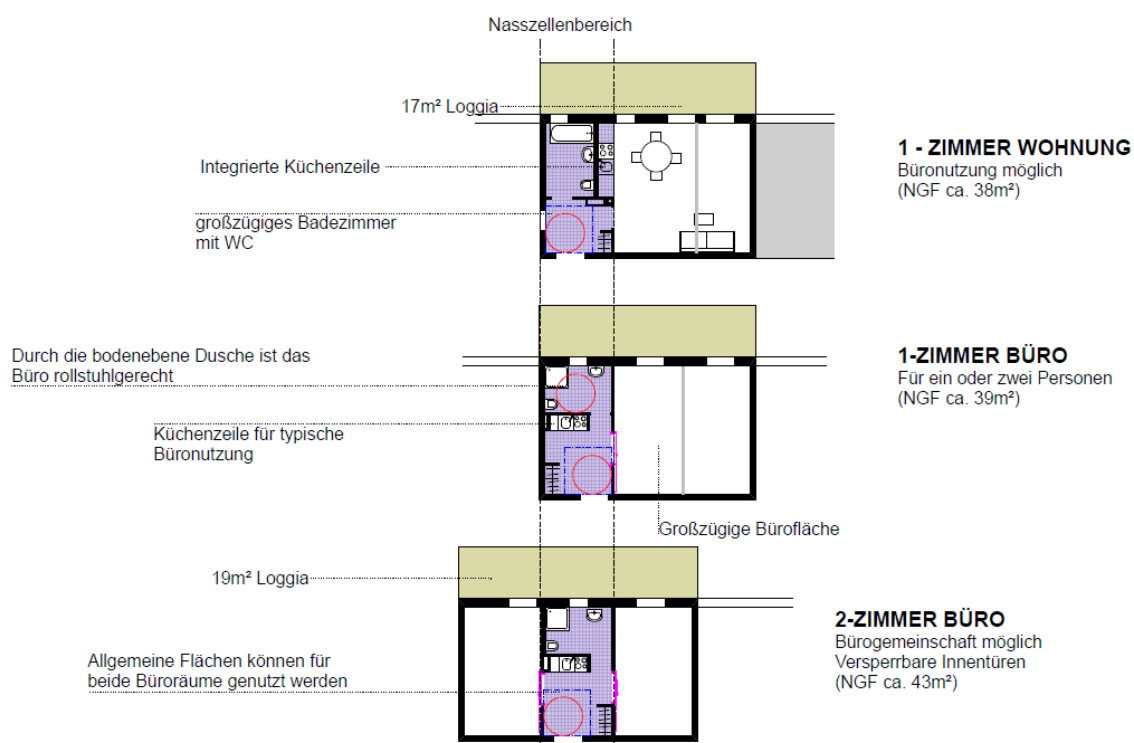 Nasszellenbereich
17m² Loggia
Integrierte Küchenzeile
großzügiges Badezimmer
mit WC
1 - ZIMMER WOHNUNG
Büronutzung möglich
(NGF ca. 38m²)
Durch die bodenebene Dusche ist das
Büro rollstuhlgerecht
Küchenzeile für typische
Büronutzung
1-ZIMMER BÜRO
Für ein oder zwei Personen
(NGF ca. 39m²)
Großzügige Bürofläche
19m² Loggia
Allgemeine Flächen können für
beide Büroräume genutzt werden
2-ZIMMER BÜRO
Bürogemeinschaft möglich
Versperrbare Innentüren
(NGF ca. 43m²)